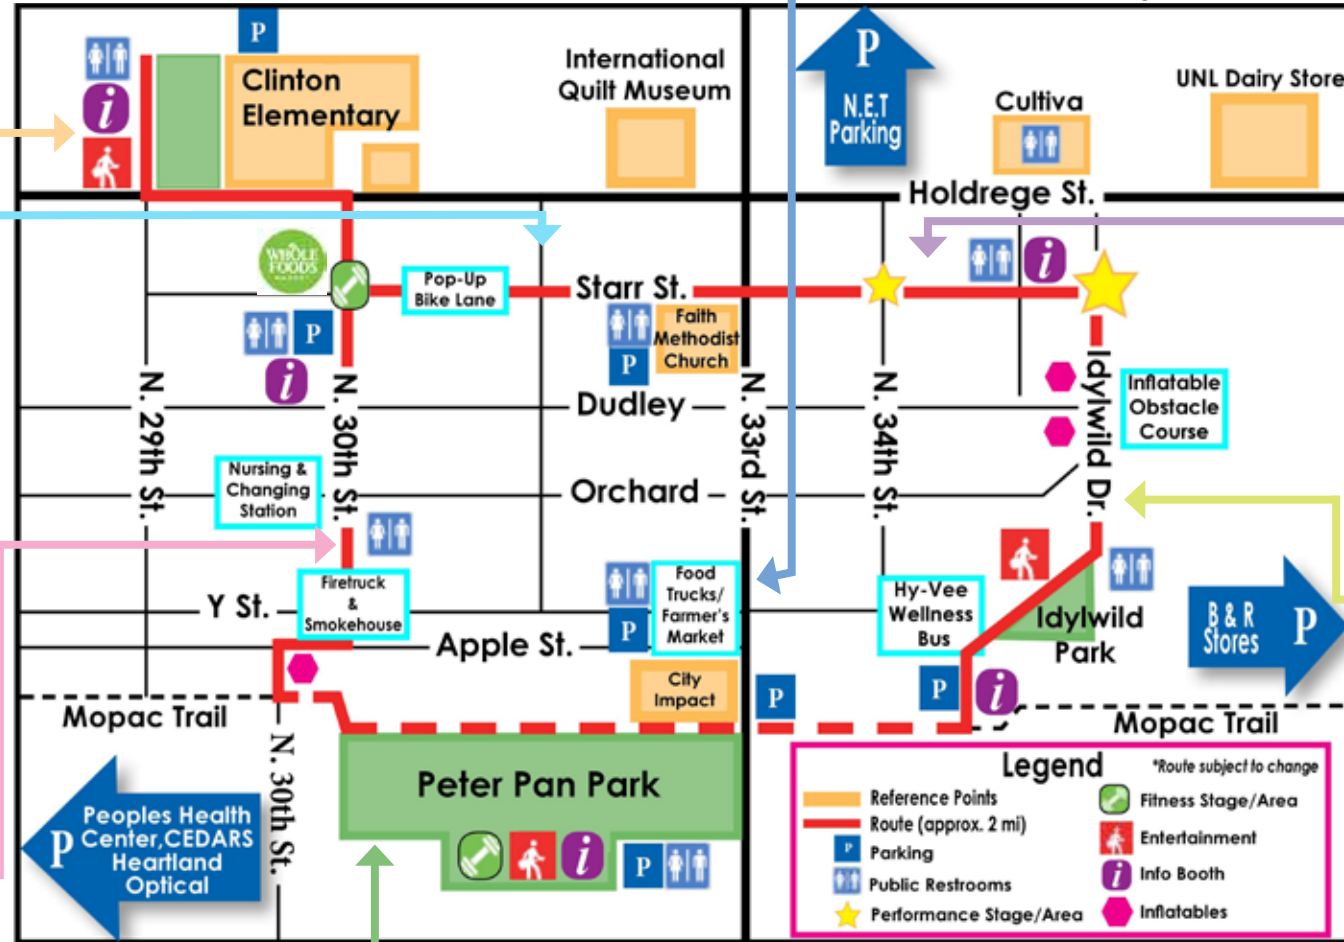 P
Clinton
Elementary
i
International
Quilt Museum
P
N.E.T
Parking
Cultiva
UNL Dairy Store
Holdrege St.
WHOLE
FOODS
MARKET
Pop-Up
Bike Lane
Starr St.
i
P
i
Faith
Methodist
Church
P
Dudley
N. 29th St.
N. 30th St.
N. 33rd St.
N. 34th St.
Idylwild Dr.
Inflatable
Obstacle
Course
Nursing &
Changing
Station
Orchard
Firetruck
&
Smokehouse
Y St.
Food
Trucks/
Farmer's
Market
P
Hy-Vee
Wellness
Bus
Idylwild
Park
B & R
Stores
P
Apple St.
City
Impact
P
P
i
Mopac Trail
Mopac Trail
N. 30th St.
Peter Pan Park
i
P
P
Peoples Health
Center,CEDARS
Heartland
Optical
Legend
*Route subject to change
Reference Points
Route (approx. 2 mi)
P
Parking
Public Restrooms
Performance Stage/Area
Fitness Stage/Area
Entertainment
i
Info Booth
Inflatables